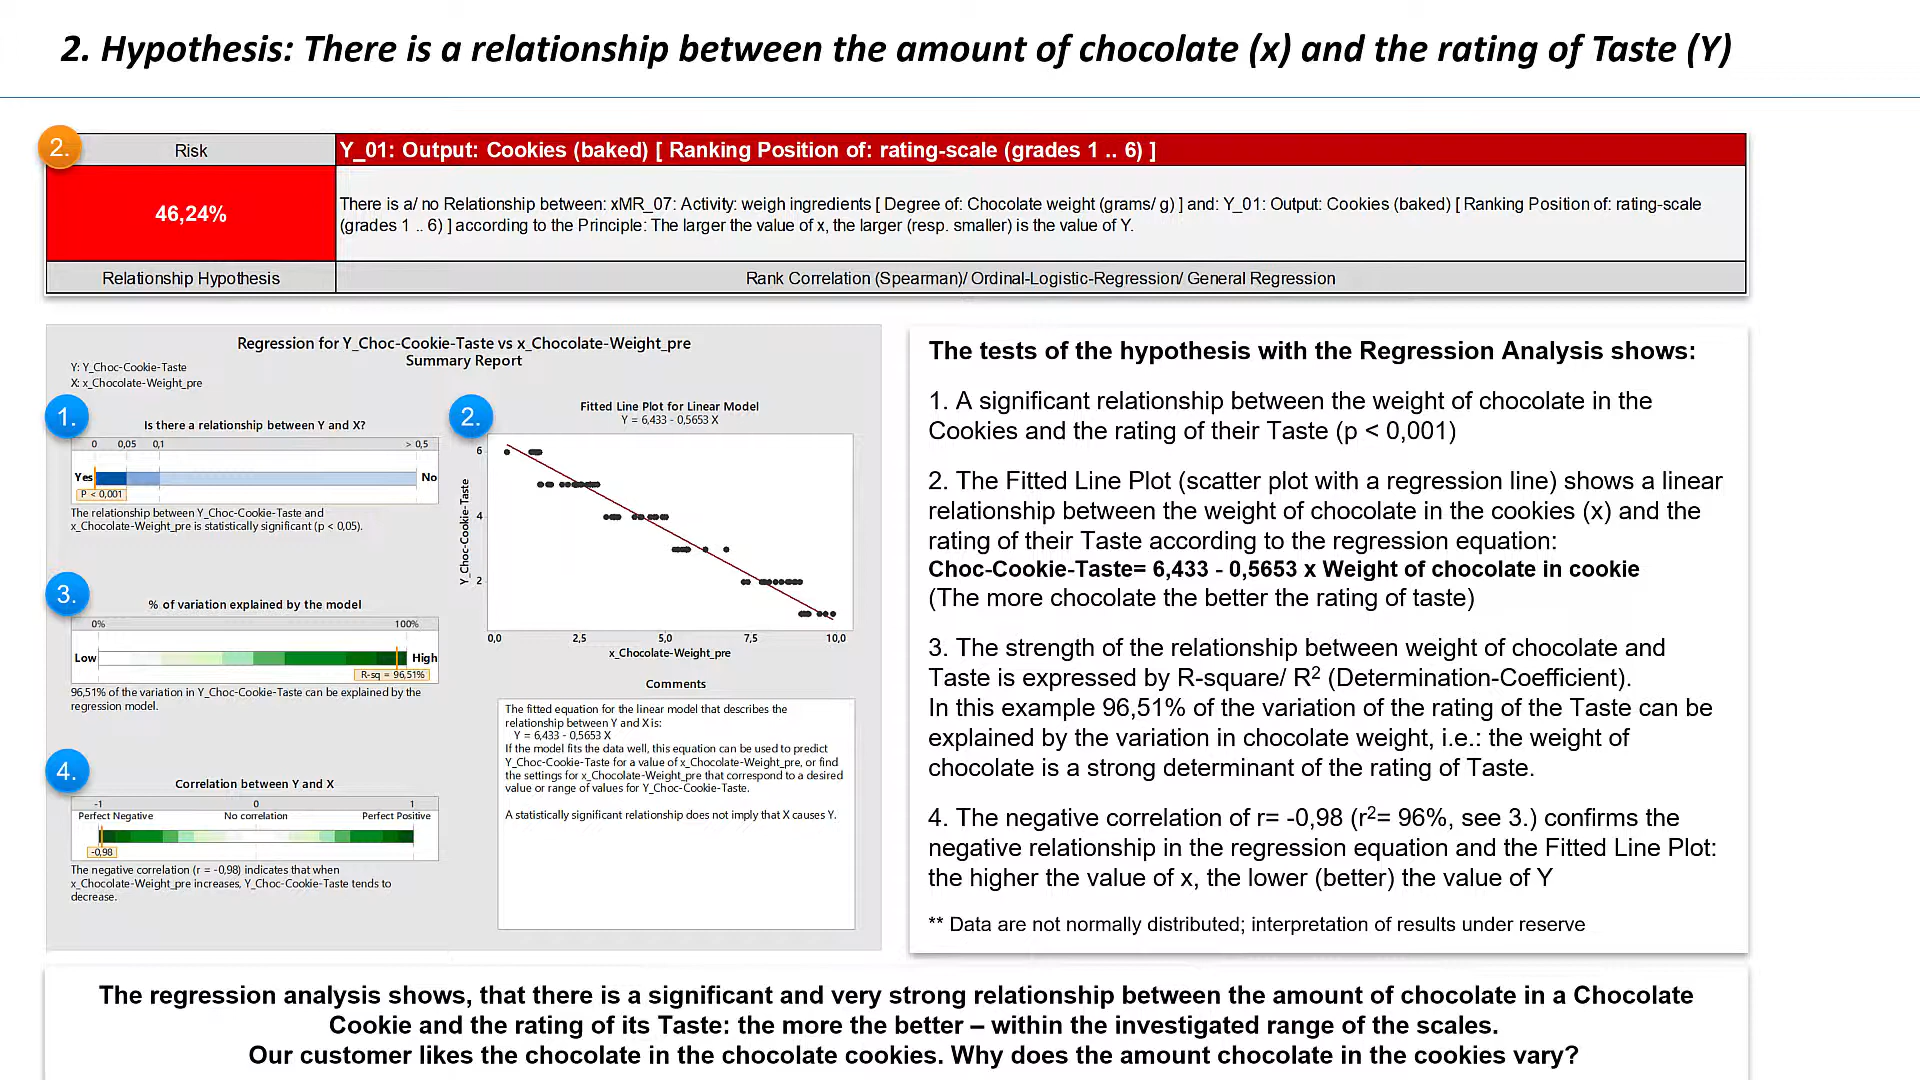 2. Hypothesis: There is a relationship between the amount of chocolate (x) and the rating of Taste (Y)
2.
Risk
Y_01: Output: Cookies (baked) [ Ranking Position of: rating-scale (grades 1 .. 6) ]
46,24%
There is a/ no Relationship between: xMR_07: Activity: weigh ingredients [ Degree of: Chocolate weight (grams/ g) ] and: Y_01: Output: Cookies (baked) [ Ranking Position of: rating-scale
(grades 1 .. 6) ] according to the Principle: The larger the value of x, the larger (resp. smaller) is the value of Y.
Relationship Hypothesis
Rank Correlation (Spearman)/ Ordinal-Logistic-Regression/ General Regression
Regression for Y_Choc-Cookie-Taste vs x_Chocolate-Weight_pre
Summary Report
Y: Y_Choc-Cookie-Taste
X: x_Chocolate-Weight_pre
1.
Is there a relationship between Y and X?
0 0,05 0,1 > 0,5
Yes No
P < 0,001
The relationship between Y_Choc-Cookie-Taste and
x_Chocolate-Weight_pre is statistically significant (p < 0,05).
3.
% of variation explained by the model
0% 100%
Low High
R-sq = 96,51%
96,51% of the variation in Y_Choc-Cookie-Taste can be explained by the
regression model.
4.
Correlation between Y and X
-1 0 1
Perfect Negative No correlation Perfect Positive
-0,98
The negative correlation (r = -0,98) indicates that when
x_Chocolate-Weight_pre increases, Y_Choc-Cookie-Taste tends to
decrease.
2.
Fitted Line Plot for Linear Model
Y = 6,433 - 0,5653 X
Y_Choc-Cookie-Taste
6
4
2
0,0 2,5 5,0 7,5 10,0
x_Chocolate-Weight_pre
Comments
The fitted equation for the linear model that describes the
relationship between Y and X is:
Y = 6,433 - 0,5653 X
If the model fits the data well, this equation can be used to predict
Y_Choc-Cookie-Taste for a value of x_Chocolate-Weight_pre, or find
the settings for x_Chocolate-Weight_pre that correspond to a desired
value or range of values for Y_Choc-Cookie-Taste.
A statistically significant relationship does not imply that X causes Y.
The tests of the hypothesis with the Regression Analysis shows:
1. A significant relationship between the weight of chocolate in the
Cookies and the rating of their Taste (p < 0,001)
2. The Fitted Line Plot (scatter plot with a regression line) shows a linear
relationship between the weight of chocolate in the cookies (x) and the
rating of their Taste according to the regression equation:
Choc-Cookie-Taste= 6,433 - 0,5653 x Weight of chocolate in cookie
(The more chocolate the better the rating of taste)
3. The strength of the relationship between weight of chocolate and
Taste is expressed by R-square/ R² (Determination-Coefficient).
In this example 96,51% of the variation of the rating of the Taste can be
explained by the variation in chocolate weight, i.e.: the weight of
chocolate is a strong determinant of the rating of Taste.
4. The negative correlation of r= -0,98 (r²= 96%, see 3.) confirms the
negative relationship in the regression equation and the Fitted Line Plot:
the higher the value of x, the lower (better) the value of Y
** Data are not normally distributed; interpretation of results under reserve
The regression analysis shows, that there is a significant and very strong relationship between the amount of chocolate in a Chocolate
Cookie and the rating of its Taste: the more the better – within the investigated range of the scales.
Our customer likes the chocolate in the chocolate cookies. Why does the amount chocolate in the cookies vary?